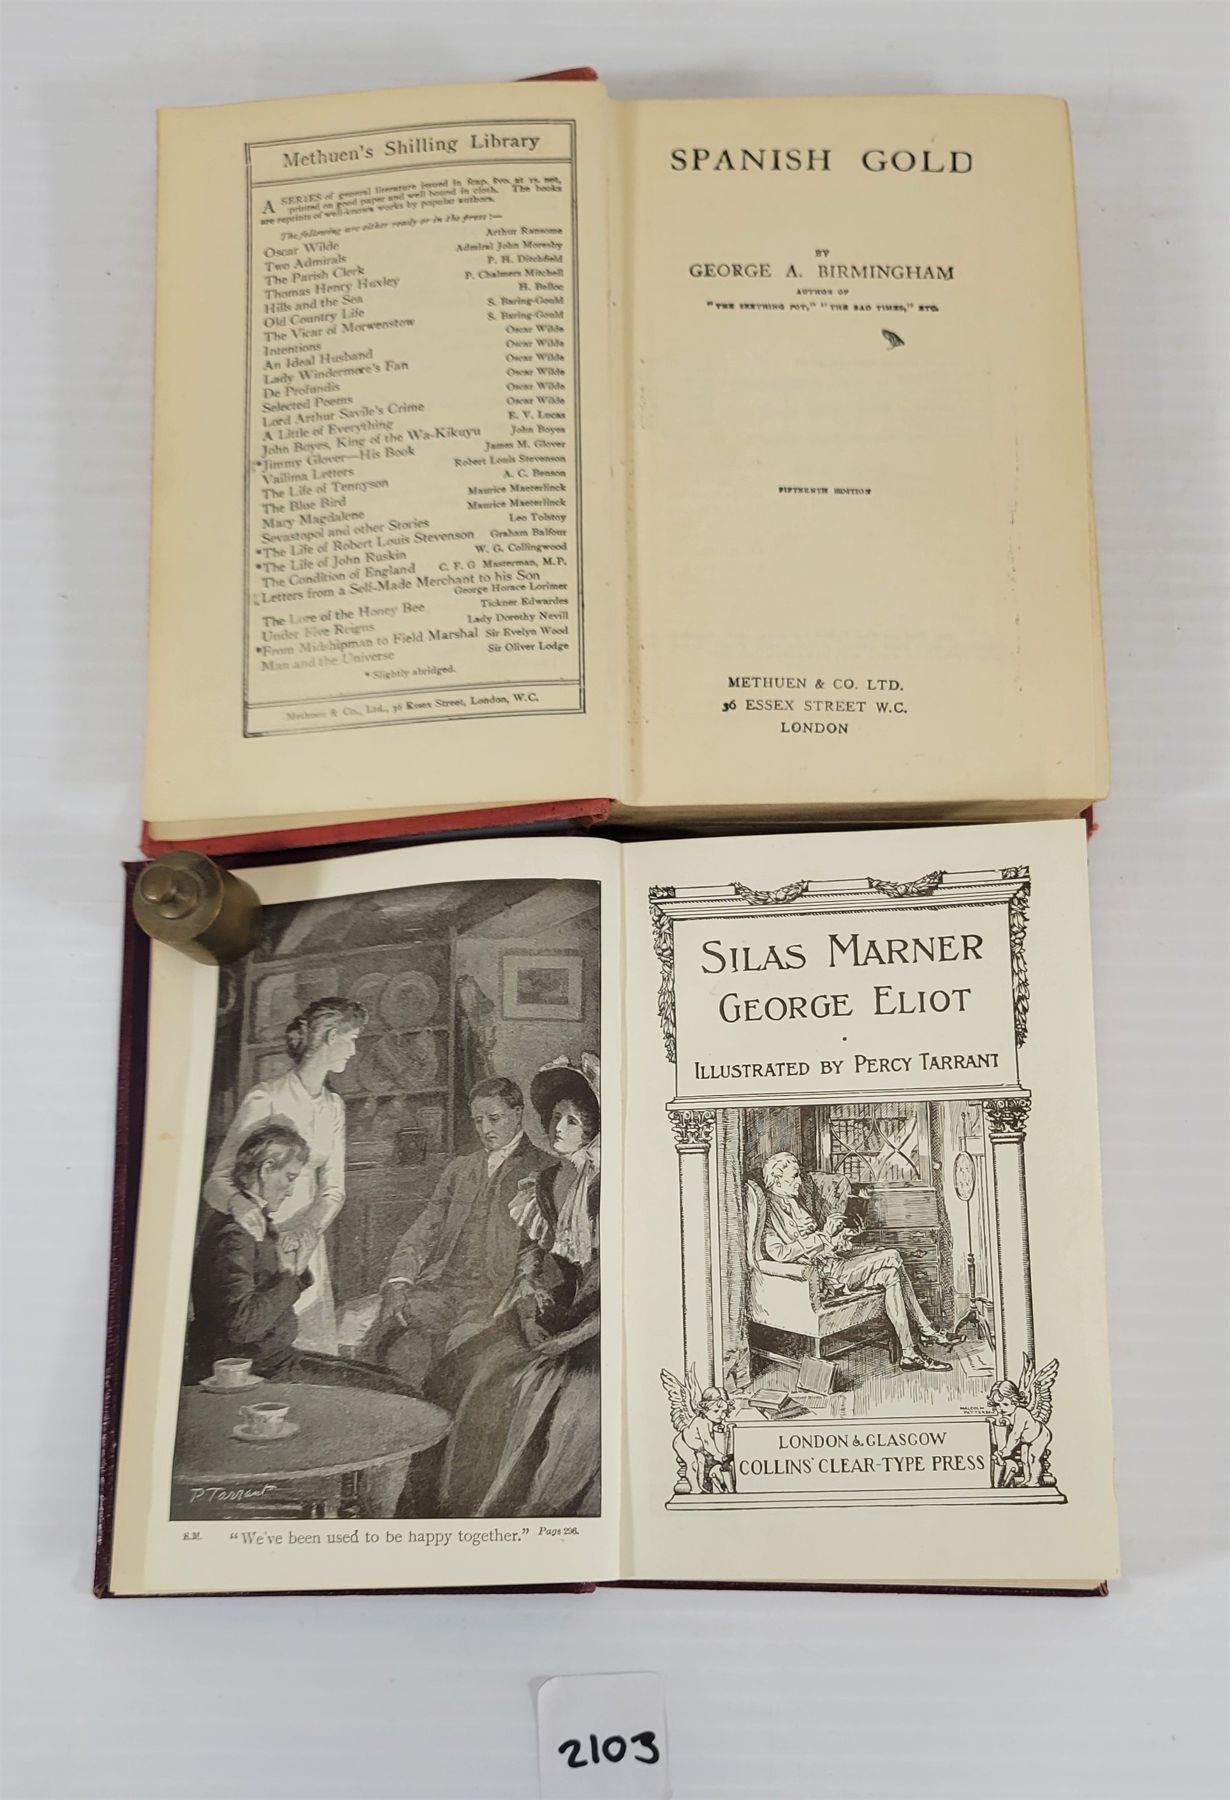 Methuen's Shilling Library
A SERIES of general literature issued in fcap. 8vo. at 1s. net,
printed on good paper and well bound in cloth. The books
are reprints of well-known works by popular authors.
The following are either ready or in the press:—
Oscar Wilde Arthur Ransome
Two Admirals Admiral John Moresby
The Parish Clerk P. H. Ditchfield
Thomas Henry Huxley P. Chalmers Mitchell
Hills and the Sea H. Belloc
Old Country Life S. Baring-Gould
The Vicar of Morwenstow S. Baring-Gould
Intentions Oscar Wilde
An Ideal Husband Oscar Wilde
Lady Windermere's Fan Oscar Wilde
De Profundis Oscar Wilde
Selected Poems Oscar Wilde
Lord Arthur Savile's Crime Oscar Wilde
A Little of Everything E. V. Lucas
John Boyes, King of the Wa-Kikuyu John Boyes
*Jimmy Glover—His Book James M. Glover
Vailima Letters Robert Louis Stevenson
The Life of Tennyson A. C. Benson
The Blue Bird Maurice Maeterlinck
Mary Magdalene Maurice Maeterlinck
Sevastopol and other Stories Leo Tolstoy
*The Life of Robert Louis Stevenson Graham Balfour
*The Life of John Ruskin W. G. Collingwood
The Condition of England C. F. G Masterman, M.P.
Letters from a Self-Made Merchant to his Son
George Horace Lorimer
The Lore of the Honey Bee Tickner Edwardes
Under Five Reigns Lady Dorothy Nevill
*From Midshipman to Field Marshal Sir Evelyn Wood
Man and the Universe Sir Oliver Lodge
* Slightly abridged.
Methuen & Co., Ltd., 36 Essex Street, London, W.C.
SPANISH GOLD
BY
GEORGE A. BIRMINGHAM
AUTHOR OF
"THE SEETHING POT," "THE BAD TIMES," ETC.
FIFTEENTH EDITION
METHUEN & CO. LTD.
36 ESSEX STREET W.C.
LONDON
P Tarrant
S.M. "We've been used to be happy together." Page 296.
SILAS MARNER
GEORGE ELIOT
ILLUSTRATED BY PERCY TARRANT
MALCOLM
PATTERSON
LONDON & GLASGOW
COLLINS' CLEAR-TYPE PRESS
2103